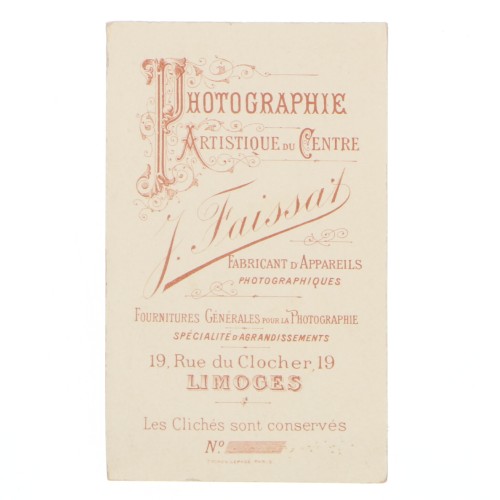 PHOTOGRAPHIE
ARTISTIQUE DU CENTRE
J. Faissat
FABRICANT D'APPAREILS
PHOTOGRAPHIQUES
FOURNITURES GÉNÉRALES POUR LA PHOTOGRAPHIE
SPÉCIALITÉ D'AGRANDISSEMENTS
19, Rue du Clocher, 19
LIMOGES
Les Clichés sont conservés
Nº